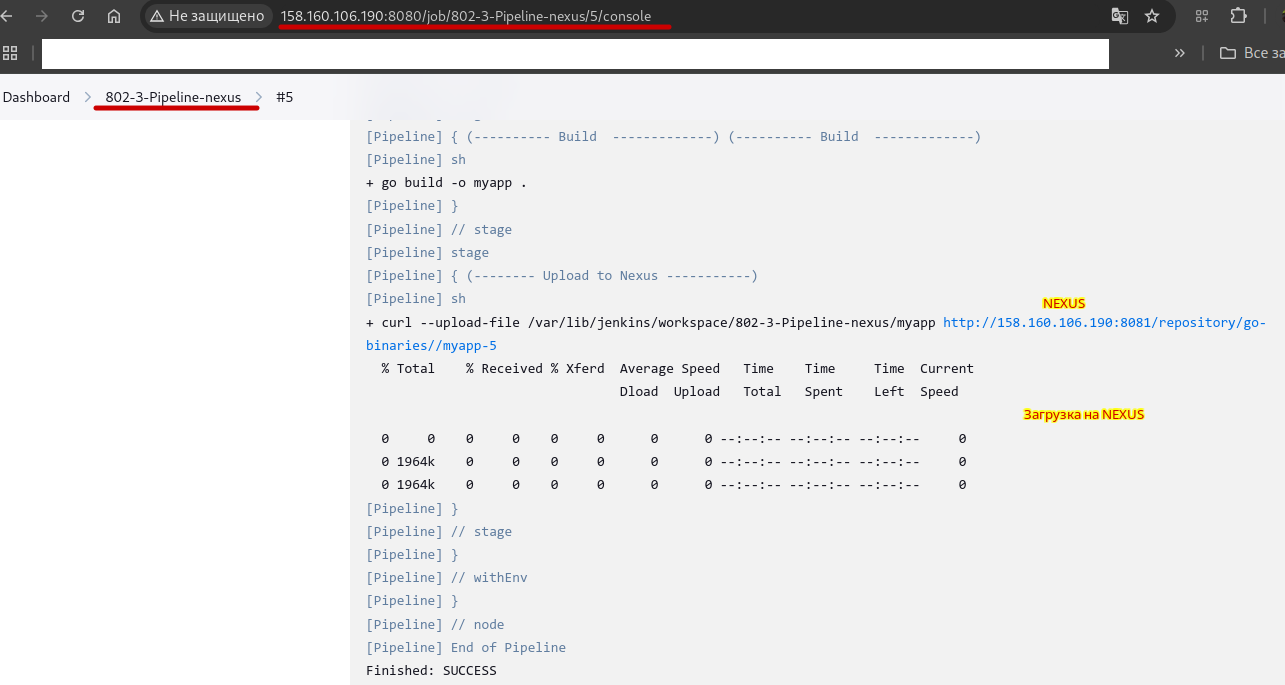 Не защищено 158.160.106.190:8080/job/802-3-Pipeline-nexus/5/console
» Все за
Dashboard > 802-3-Pipeline-nexus > #5
[Pipeline] { (---------- Build  -------------) (---------- Build  -------------)
[Pipeline] sh
+ go build -o myapp .
[Pipeline] }
[Pipeline] // stage
[Pipeline] stage
[Pipeline] { (-------- Upload to Nexus -----------)
[Pipeline] sh
NEXUS
+ curl --upload-file /var/lib/jenkins/workspace/802-3-Pipeline-nexus/myapp http://158.160.106.190:8081/repository/go-
binaries//myapp-5
  % Total    % Received % Xferd  Average Speed   Time    Time     Time  Current
                                 Dload  Upload   Total   Spent    Left  Speed
Загрузка на NEXUS
  0     0    0     0    0     0      0      0 --:--:-- --:--:-- --:--:--     0
  0 1964k    0     0    0     0      0      0 --:--:-- --:--:-- --:--:--     0
  0 1964k    0     0    0     0      0      0 --:--:-- --:--:-- --:--:--     0
[Pipeline] }
[Pipeline] // stage
[Pipeline] }
[Pipeline] // withEnv
[Pipeline] }
[Pipeline] // node
[Pipeline] End of Pipeline
Finished: SUCCESS